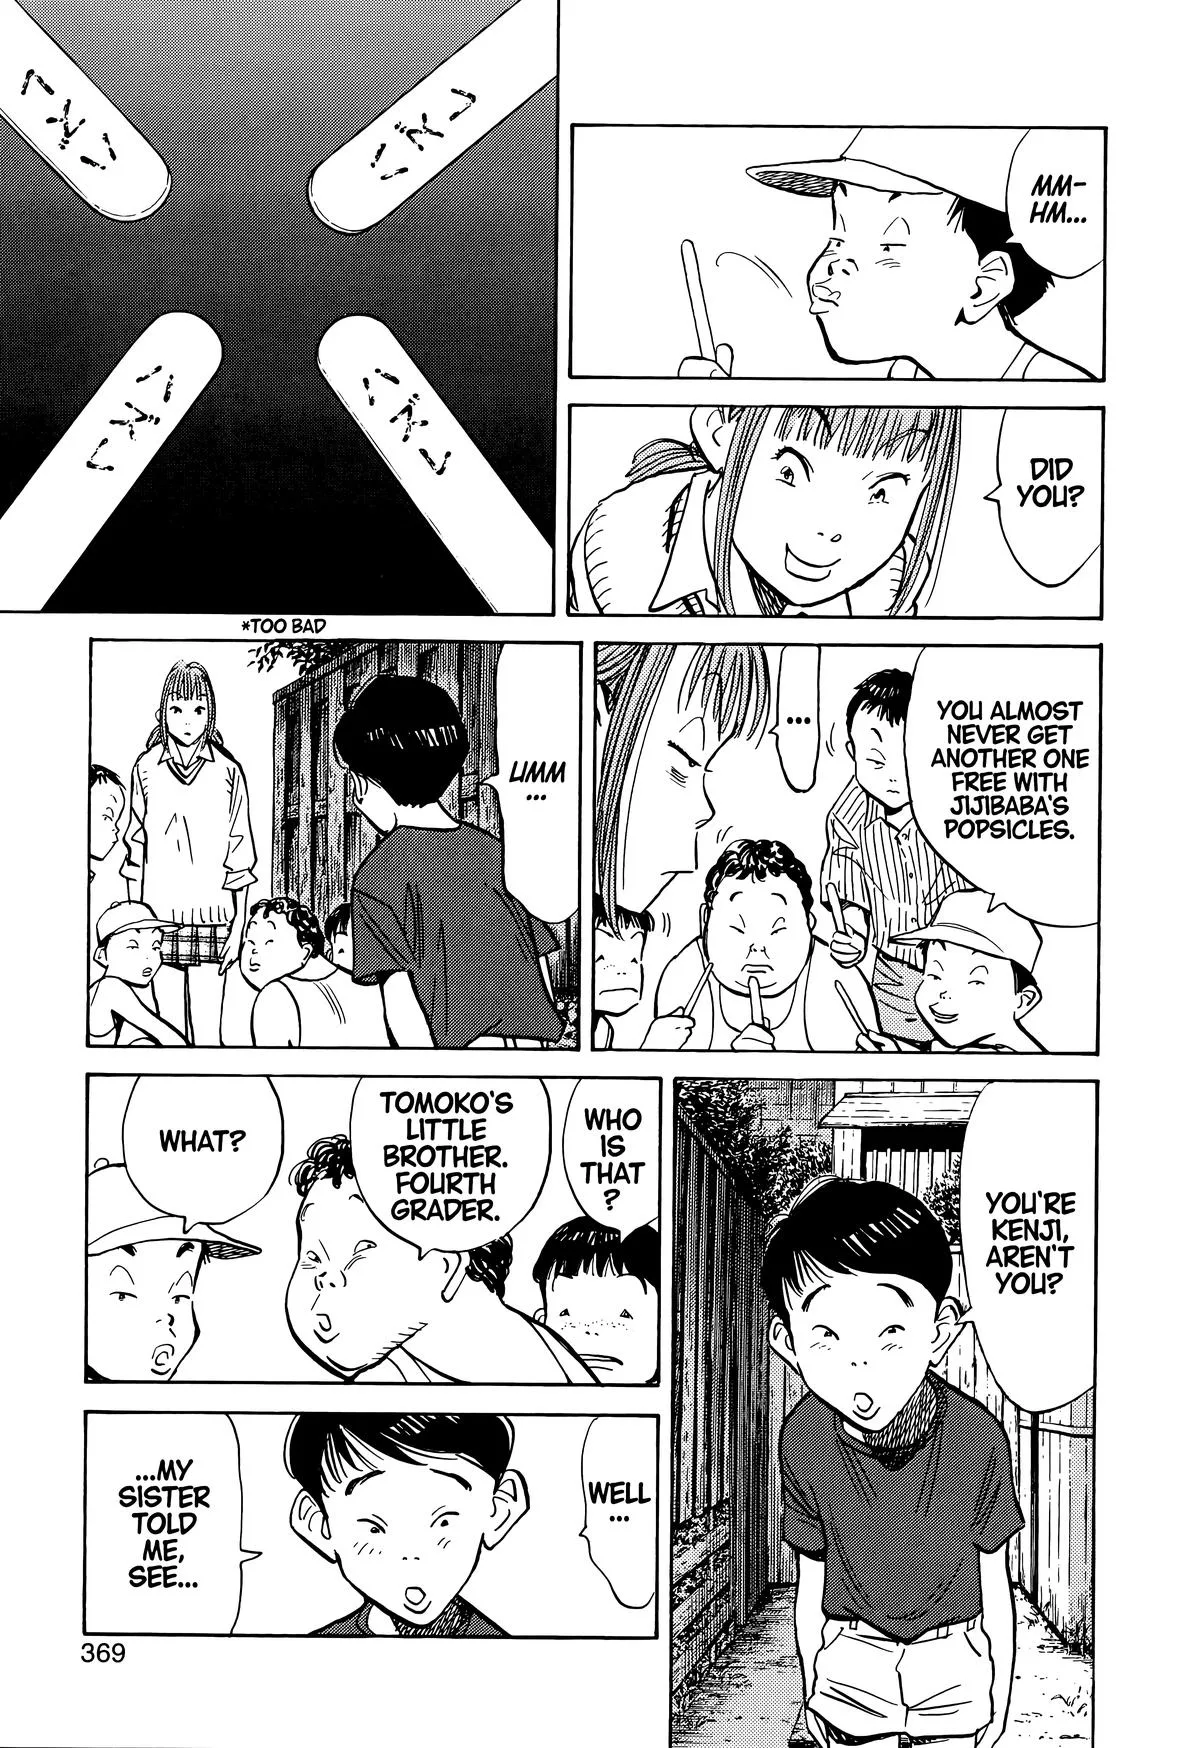 MM-
HM...
DID
YOU?
ハズレ
ハズレ
ハズレ
ハズレ
*TOO BAD
YOU ALMOST
NEVER GET
ANOTHER ONE
FREE WITH
JIJIBABA'S
POPSICLES.
...
UMM
...
YOU'RE
KENJI,
AREN'T
YOU?
WHO
IS
THAT
?
TOMOKO'S
LITTLE
BROTHER.
FOURTH
GRADER.
WHAT?
WELL
...
...MY
SISTER
TOLD
ME,
SEE...
369